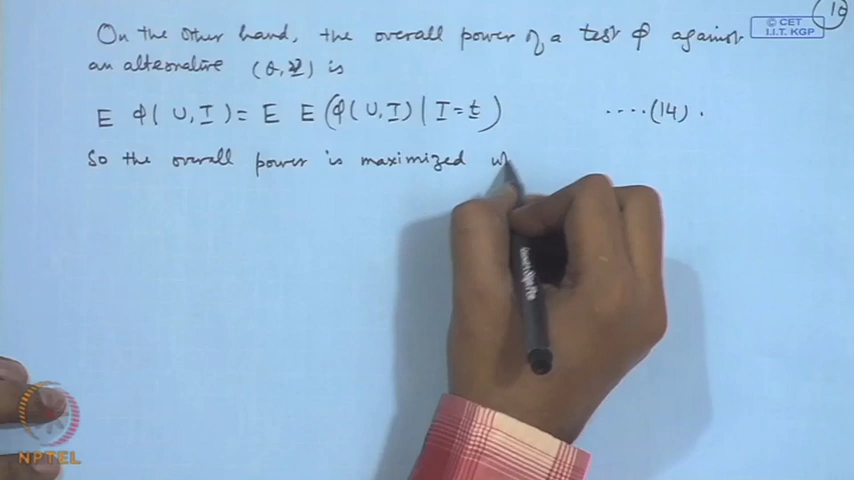 10
© CET
I.I.T. KGP
On the other hand, the overall power of a test φ against
an alternative (θ, ν) is
E φ(U, T) = E E(φ(U, T) | T = t) ....(14).
So the overall power is maximized w
NPTEL